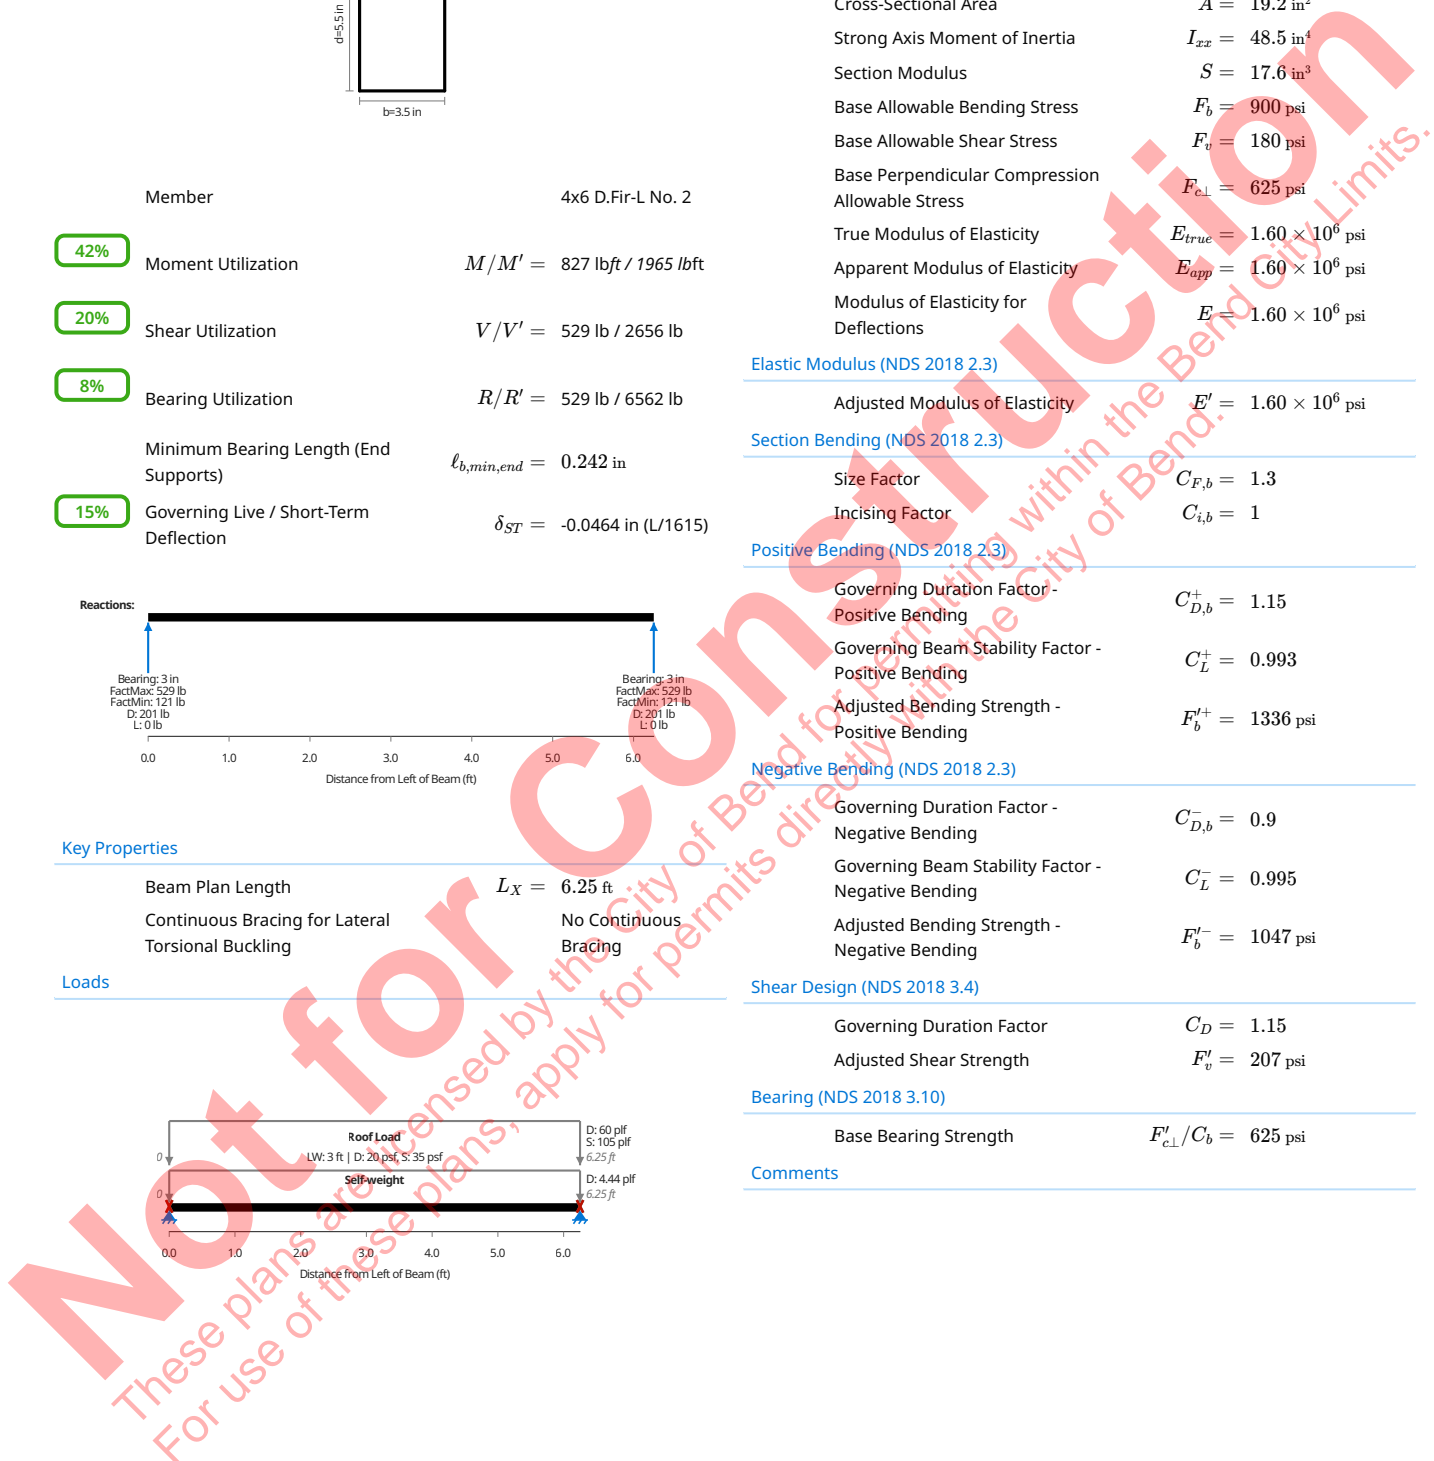 d=5.5 in
b=3.5 in
Member 4x6 D.Fir-L No. 2
42%
Moment Utilization M/M′ = 827 lbft / 1965 lbft
20%
Shear Utilization V/V′ = 529 lb / 2656 lb
8%
Bearing Utilization R/R′ = 529 lb / 6562 lb
Minimum Bearing Length (End
Supports)
ℓb,min,end = 0.242 in
15%
Governing Live / Short-Term
Deflection
δST = -0.0464 in (L/1615)
Reactions:
Bearing: 3 in
FactMax: 529 lb
FactMin: 121 lb
D: 201 lb
L: 0 lb
Bearing: 3 in
FactMax: 529 lb
FactMin: 121 lb
D: 201 lb
L: 0 lb
0.0 1.0 2.0 3.0 4.0 5.0 6.0
Distance from Left of Beam (ft)
Key Properties
Beam Plan Length LX = 6.25 ft
Continuous Bracing for Lateral
Torsional Buckling
No Continuous
Bracing
Loads
Roof Load
LW: 3 ft | D: 20 psf, S: 35 psf
0
D: 60 plf
S: 105 plf
6.25 ft
Self-weight
0
D: 4.44 plf
6.25 ft
0.0 1.0 2.0 3.0 4.0 5.0 6.0
Distance from Left of Beam (ft)
Cross-Sectional Area A = 19.2 in²
Strong Axis Moment of Inertia Ixx = 48.5 in⁴
Section Modulus S = 17.6 in³
Base Allowable Bending Stress Fb = 900 psi
Base Allowable Shear Stress Fv = 180 psi
Base Perpendicular Compression
Allowable Stress
Fc⊥ = 625 psi
True Modulus of Elasticity Etrue = 1.60 × 10⁶ psi
Apparent Modulus of Elasticity Eapp = 1.60 × 10⁶ psi
Modulus of Elasticity for
Deflections
E = 1.60 × 10⁶ psi
Elastic Modulus (NDS 2018 2.3)
Adjusted Modulus of Elasticity E′ = 1.60 × 10⁶ psi
Section Bending (NDS 2018 2.3)
Size Factor CF,b = 1.3
Incising Factor Ci,b = 1
Positive Bending (NDS 2018 2.3)
Governing Duration Factor -
Positive Bending
C+D,b = 1.15
Governing Beam Stability Factor -
Positive Bending
C+L = 0.993
Adjusted Bending Strength -
Positive Bending
F′+b = 1336 psi
Negative Bending (NDS 2018 2.3)
Governing Duration Factor -
Negative Bending
C−D,b = 0.9
Governing Beam Stability Factor -
Negative Bending
C−L = 0.995
Adjusted Bending Strength -
Negative Bending
F′−b = 1047 psi
Shear Design (NDS 2018 3.4)
Governing Duration Factor CD = 1.15
Adjusted Shear Strength F′v = 207 psi
Bearing (NDS 2018 3.10)
Base Bearing Strength F′c⊥/Cb = 625 psi
Comments
Not for Construction
These plans are licensed by the City of Bend for permitting within the Bend City Limits.
For use of these plans, apply for permits directly with the City of Bend.